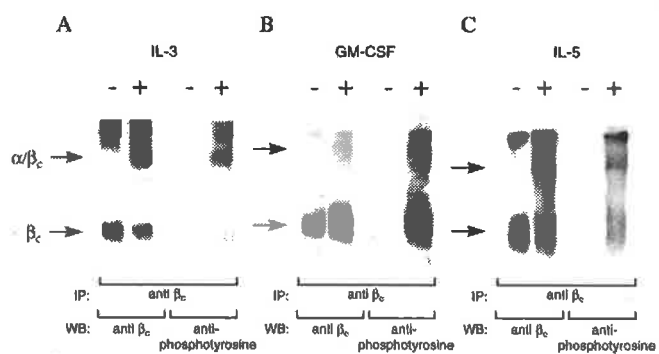 A
IL-3
B
GM-CSF
C
IL-5
- + - +
- + - +
- + - +
α/βc
βc
IP: anti βc
IP: anti βc
IP: anti βc
WB: anti βc anti-phosphotyrosine
WB: anti βc anti-phosphotyrosine
WB: anti βc anti-phosphotyrosine